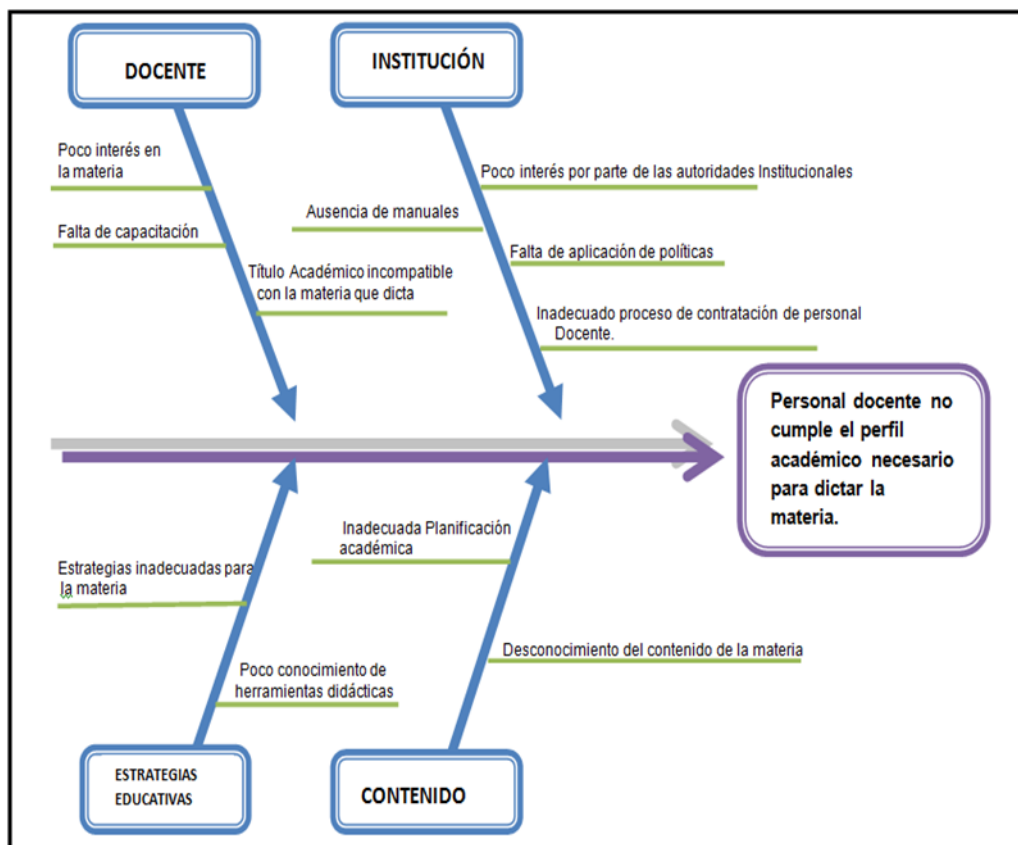 DOCENTE
INSTITUCIÓN
Poco interés en
la materia
Falta de capacitación
Título Académico incompatible
con la materia que dicta
Poco interés por parte de las autoridades Institucionales
Ausencia de manuales
Falta de aplicación de políticas
Inadecuado proceso de contratación de personal
Docente.
Personal docente no
cumple el perfil
académico necesario
para dictar la
materia.
Estrategias inadecuadas para
la materia
Poco conocimiento de
herramientas didácticas
Inadecuada Planificación
académica
Desconocimiento del contenido de la materia
ESTRATEGIAS
EDUCATIVAS
CONTENIDO